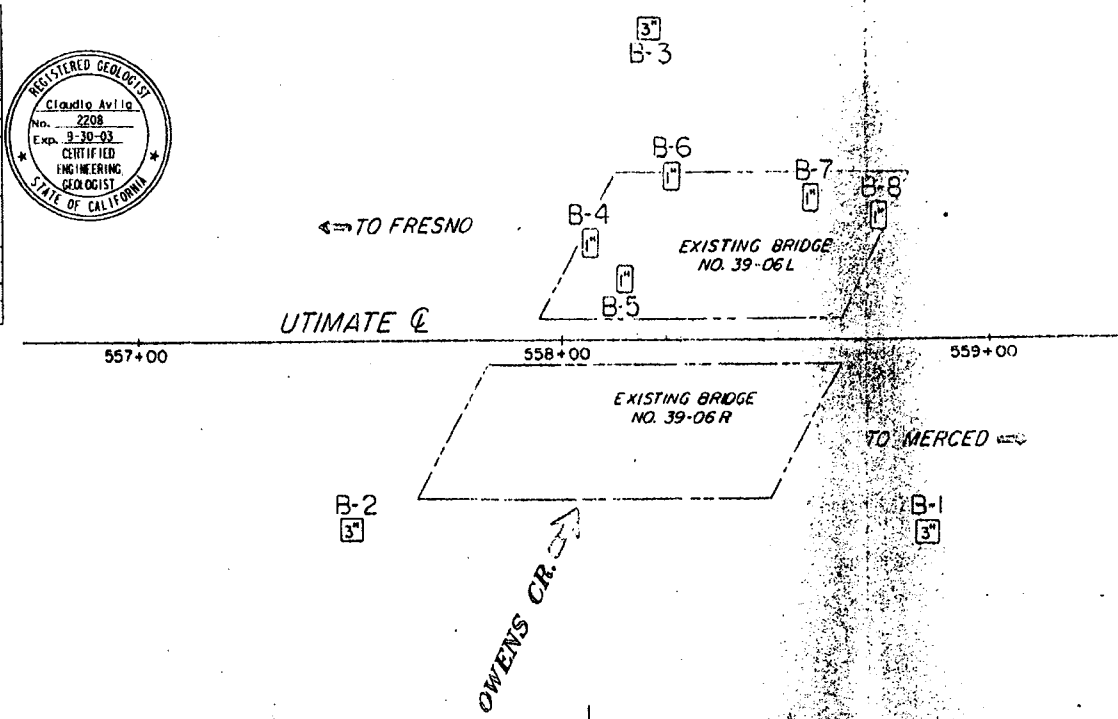 REGISTERED GEOLOGIST
Claudio Avila
No. 2208
Exp. 9-30-03
CERTIFIED
ENGINEERING
GEOLOGIST
STATE OF CALIFORNIA
3"
B-3
B-6
1"
B-7
1"
B-8
1"
TO FRESNO
B-4
1"
EXISTING BRIDGE
NO. 39-06L
1"
B-5
UTIMATE ℄
557+00
558+00
559+00
EXISTING BRIDGE
NO. 39-06R
TO MERCED
B-2
3"
B-1
3"
OWENS CR.